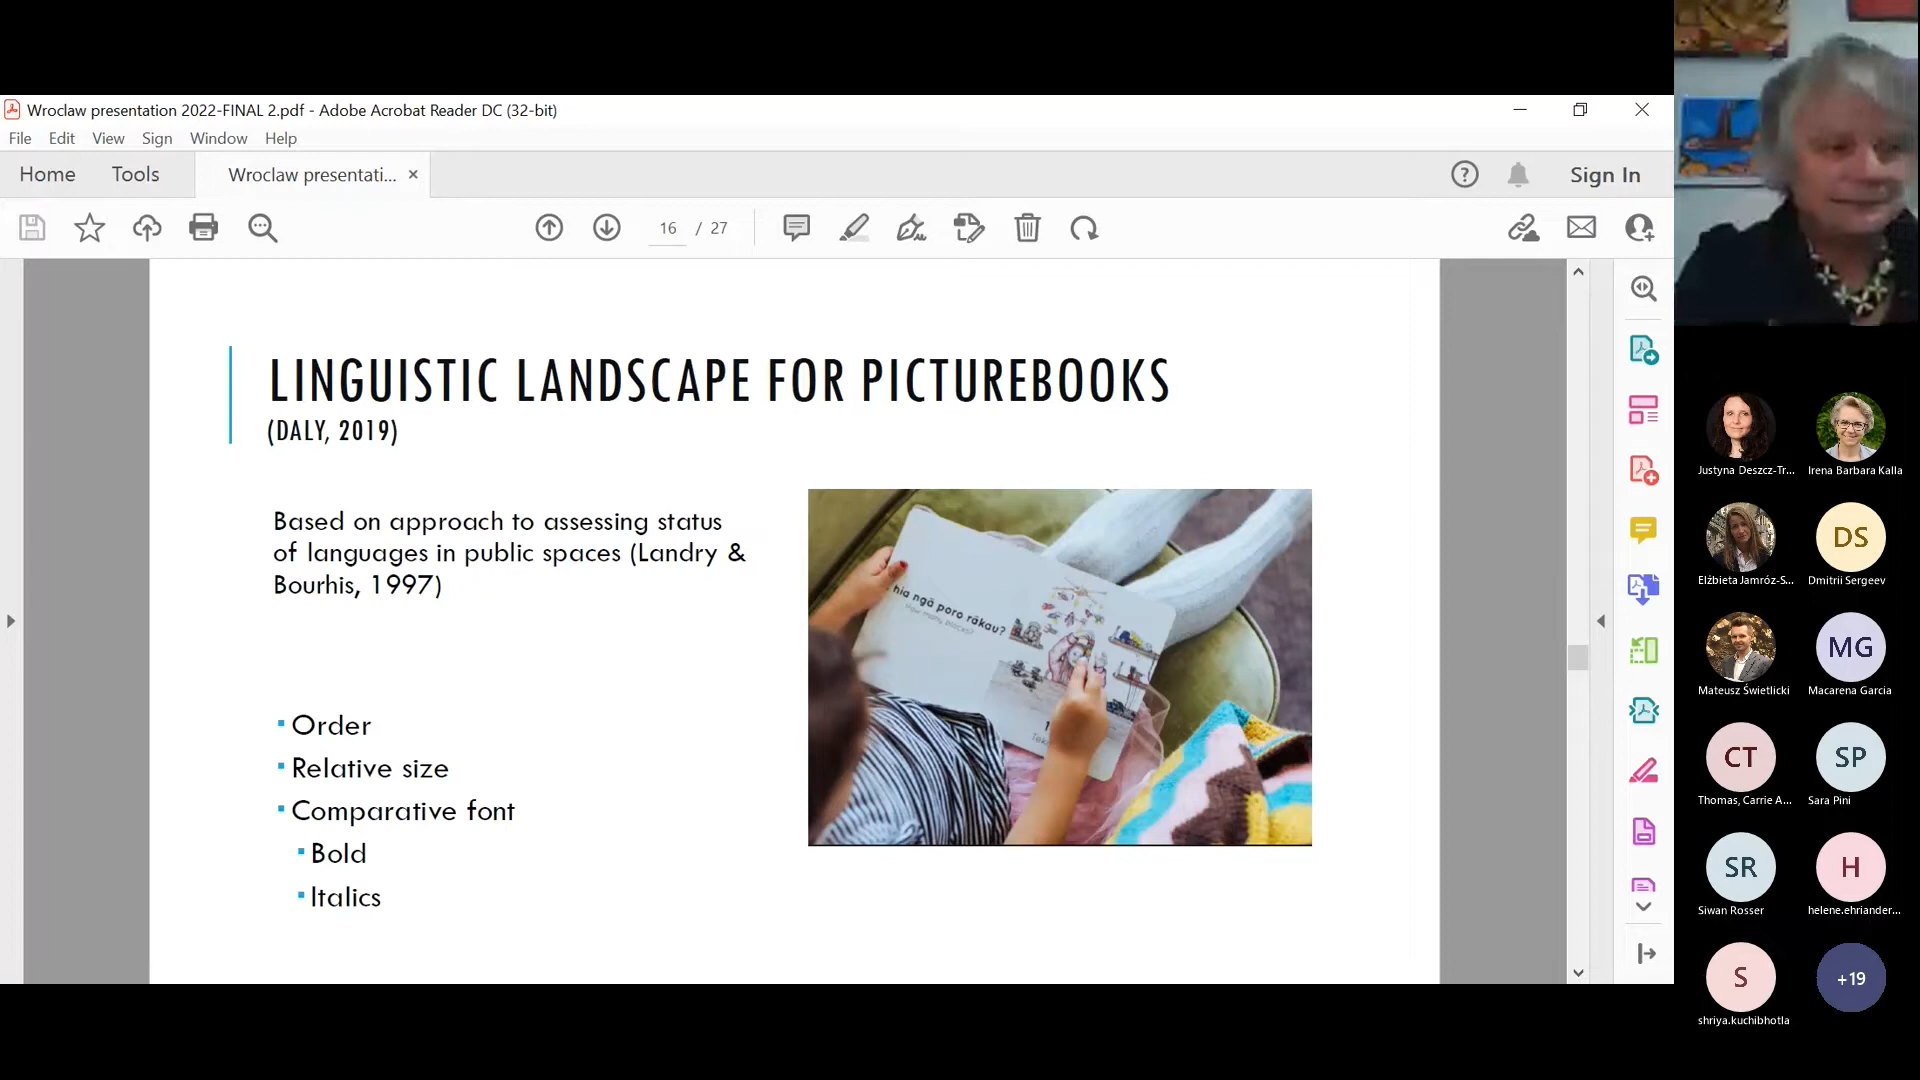 Wroclaw presentation 2022-FINAL 2.pdf - Adobe Acrobat Reader DC (32-bit)
File Edit View Sign Window Help
Home Tools Wroclaw presentati... × Sign In
16 / 27
LINGUISTIC LANDSCAPE FOR PICTUREBOOKS
(DALY, 2019)
Based on approach to assessing status
of languages in public spaces (Landry &
Bourhis, 1997)
Order
Relative size
Comparative font
Bold
Italics
hia ngā poro rākau?
How many blocks?
Justyna Deszcz-Tr...
Irena Barbara Kalla
Elżbieta Jamróz-S...
DS
Dmitrii Sergeev
Mateusz Świetlicki
MG
Macarena Garcia
CT
Thomas, Carrie A...
SP
Sara Pini
SR
Siwan Rosser
H
helene.ehriander...
S
shriya.kuchibhotla
+19